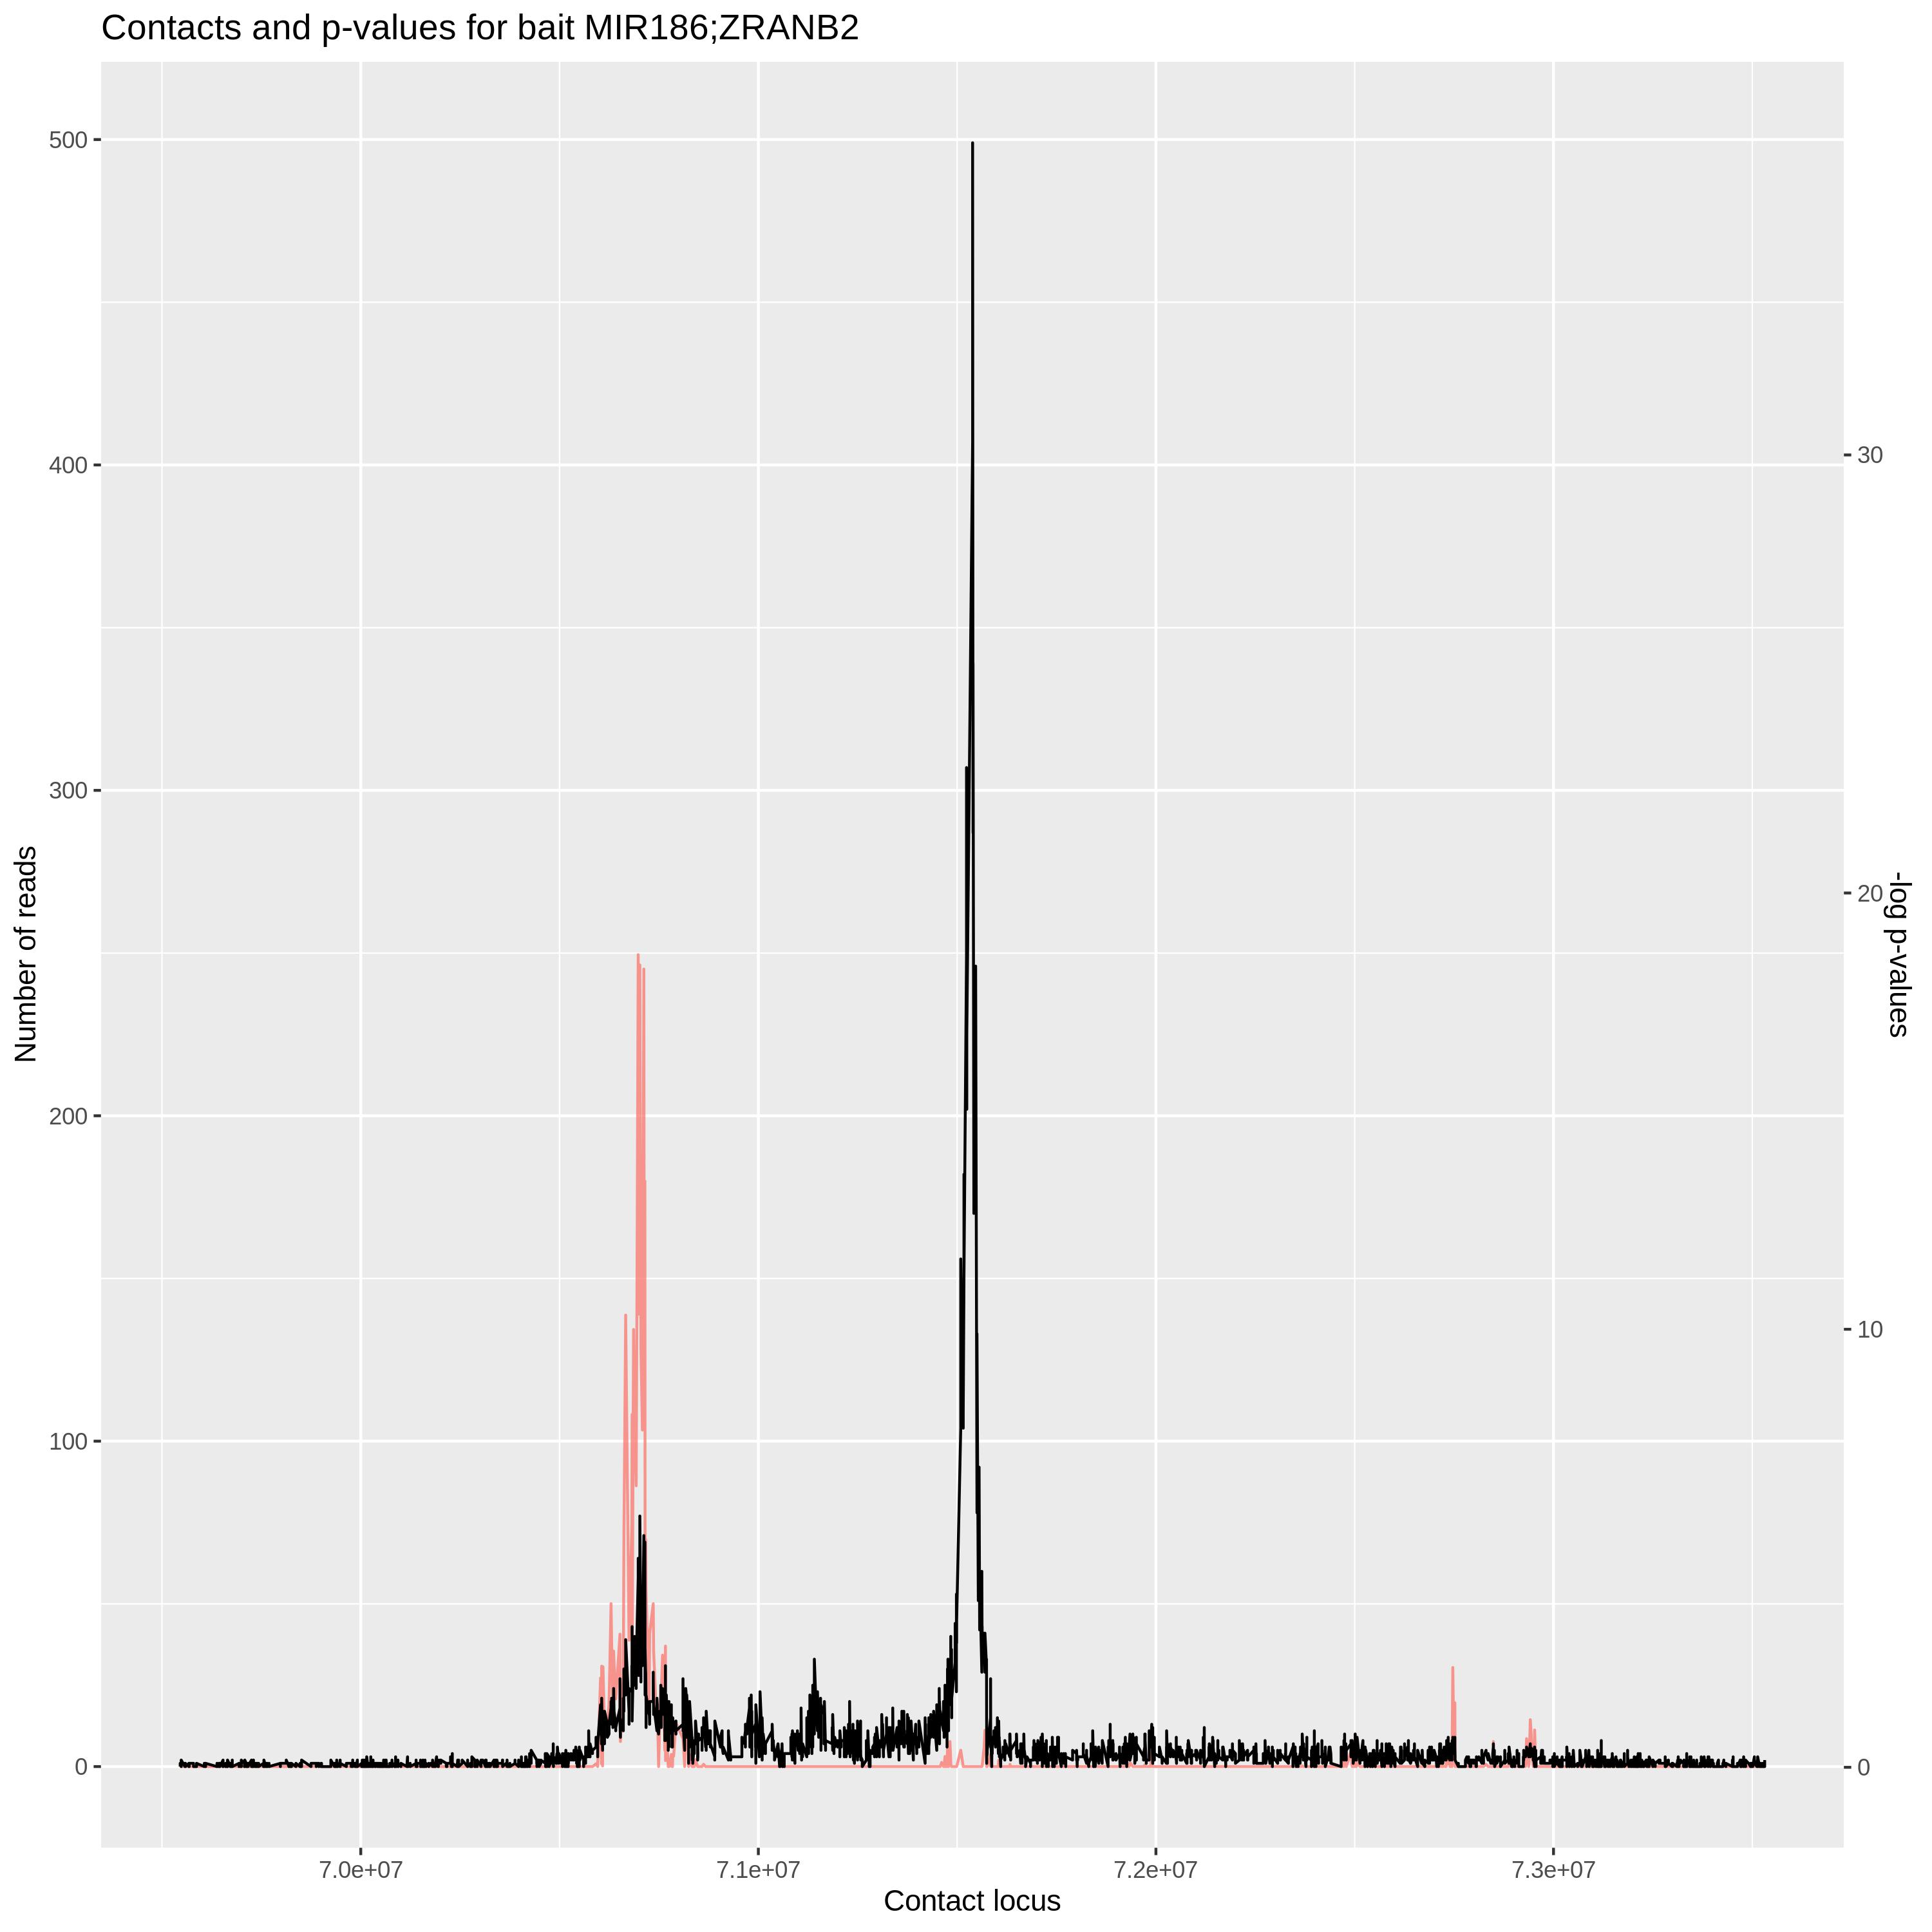 Contacts and p-values for bait MIR186;ZRANB2
500
400
300
200
100
0
Number of reads
30
20
10
0
-log p-values
7.0e+07
7.1e+07
7.2e+07
7.3e+07
Contact locus